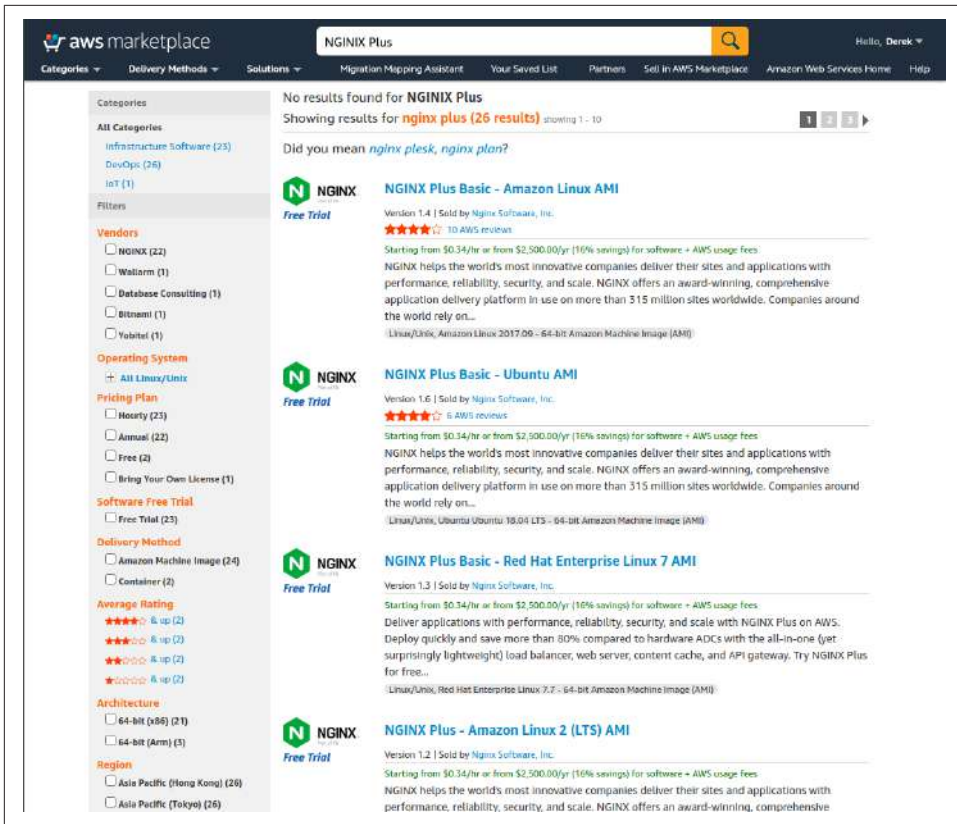 aws marketplace
NGINIX Plus
Hello, Derek
Categories
Delivery Methods
Solutions
Migration Mapping Assistant
Your Saved List
Partners
Sell in AWS Marketplace
Amazon Web Services Home
Help
Categories
All Categories
Infrastructure Software (23)
DevOps (26)
IoT (1)
Filters
Vendors
NGINX (22)
Wallarm (1)
Database Consulting (1)
Bitnami (1)
Yobitel (1)
Operating System
+ All Linux/Unix
Pricing Plan
Hourly (23)
Annual (22)
Free (2)
Bring Your Own License (1)
Software Free Trial
Free Trial (23)
Delivery Method
Amazon Machine Image (24)
Container (2)
Average Rating
& up (2)
& up (2)
& up (2)
& up (2)
Architecture
64-bit (x86) (21)
64-bit (Arm) (3)
Region
Asia Pacific (Hong Kong) (26)
Asia Pacific (Tokyo) (26)
No results found for NGINIX Plus
Showing results for nginx plus (26 results) showing 1 - 10
1 2 3
Did you mean nginx plesk, nginx plan?
N NGINX
Free Trial
NGINX Plus Basic - Amazon Linux AMI
Version 1.4 | Sold by Nginx Software, Inc.
10 AWS reviews
Starting from $0.34/hr or from $2,500.00/yr (16% savings) for software + AWS usage fees
NGINX helps the world's most innovative companies deliver their sites and applications with
performance, reliability, security, and scale. NGINX offers an award-winning, comprehensive
application delivery platform in use on more than 315 million sites worldwide. Companies around
the world rely on...
Linux/Unix, Amazon Linux 2017.09 - 64-bit Amazon Machine Image (AMI)
N NGINX
Free Trial
NGINX Plus Basic - Ubuntu AMI
Version 1.6 | Sold by Nginx Software, Inc.
6 AWS reviews
Starting from $0.34/hr or from $2,500.00/yr (16% savings) for software + AWS usage fees
NGINX helps the world's most innovative companies deliver their sites and applications with
performance, reliability, security, and scale. NGINX offers an award-winning, comprehensive
application delivery platform in use on more than 315 million sites worldwide. Companies around
the world rely on...
Linux/Unix, Ubuntu Ubuntu 18.04 LTS - 64-bit Amazon Machine Image (AMI)
N NGINX
Free Trial
NGINX Plus Basic - Red Hat Enterprise Linux 7 AMI
Version 1.3 | Sold by Nginx Software, Inc.
Starting from $0.34/hr or from $2,500.00/yr (16% savings) for software + AWS usage fees
Deliver applications with performance, reliability, security, and scale with NGINX Plus on AWS.
Deploy quickly and save more than 80% compared to hardware ADCs with the all-in-one (yet
surprisingly lightweight) load balancer, web server, content cache, and API gateway. Try NGINX Plus
for free...
Linux/Unix, Red Hat Enterprise Linux 7.7 - 64-bit Amazon Machine Image (AMI)
N NGINX
Free Trial
NGINX Plus - Amazon Linux 2 (LTS) AMI
Version 1.2 | Sold by Nginx Software, Inc.
Starting from $0.34/hr or from $2,500.00/yr (16% savings) for software + AWS usage fees
NGINX helps the world's most innovative companies deliver their sites and applications with
performance, reliability, security, and scale. NGINX offers an award-winning, comprehensive